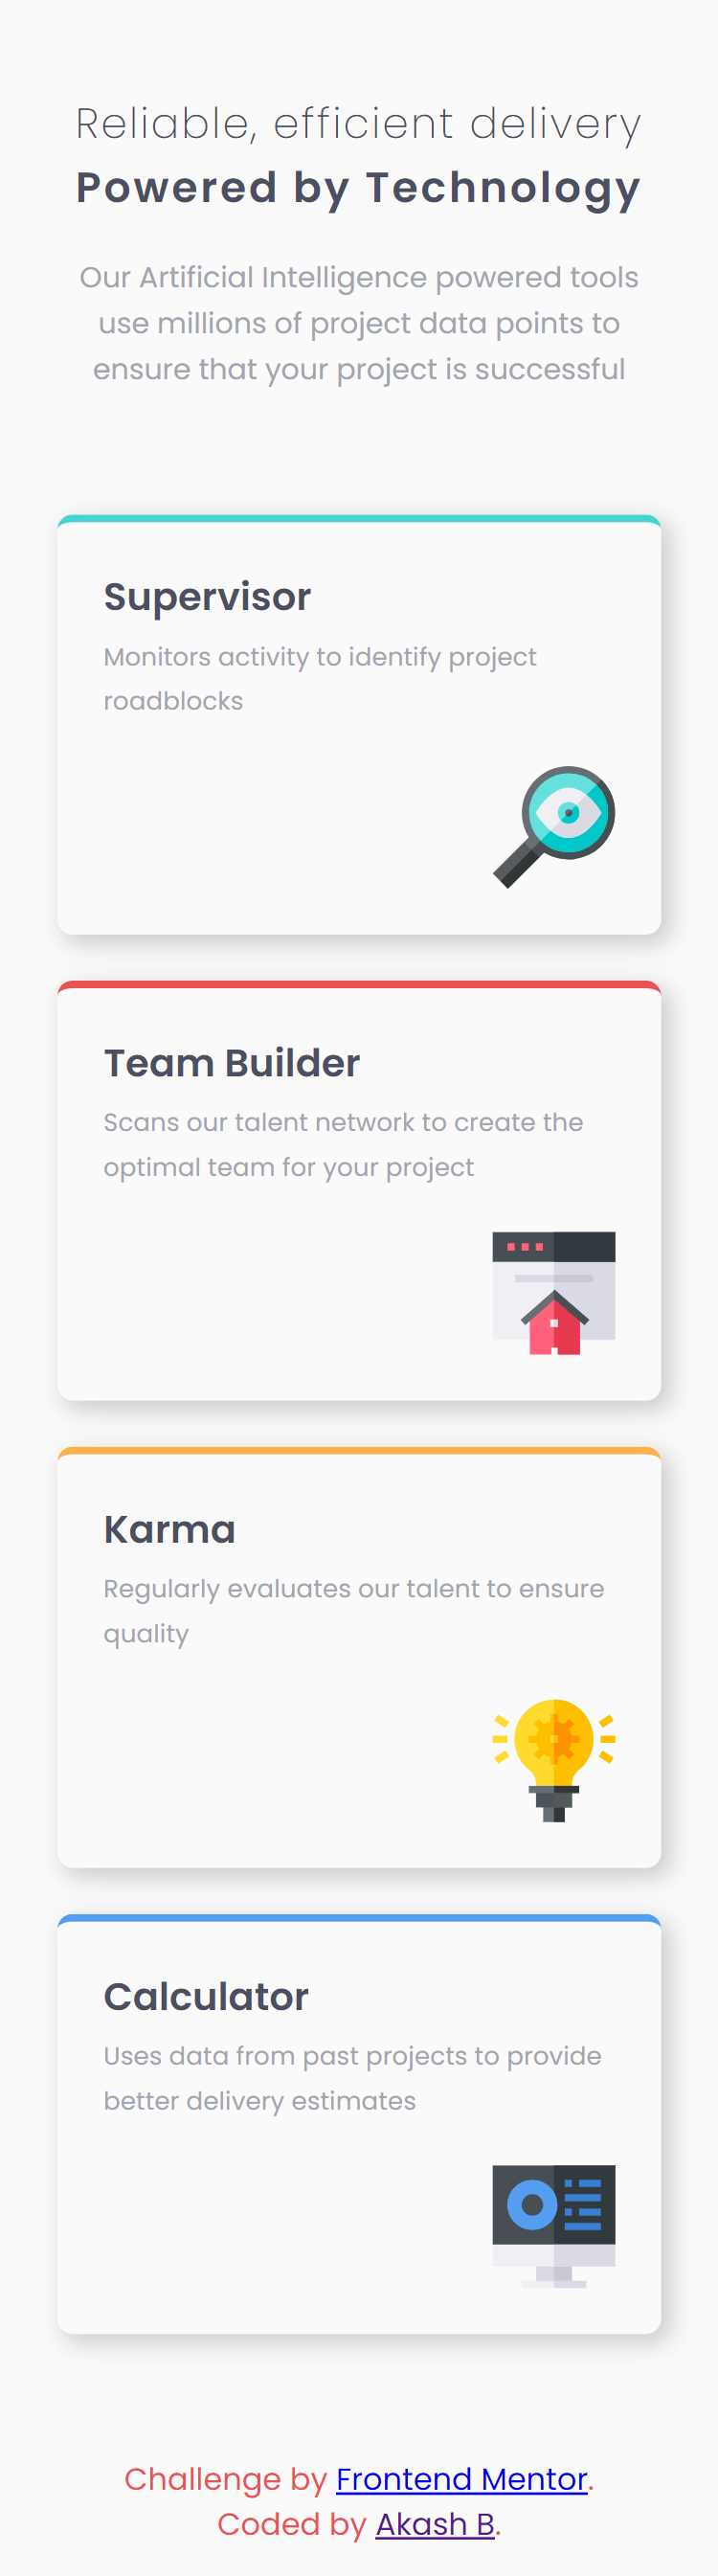 Reliable, efficient delivery
Powered by Technology
Our Artificial Intelligence powered tools
use millions of project data points to
ensure that your project is successful
Supervisor
Monitors activity to identify project
roadblocks
Team Builder
Scans our talent network to create the
optimal team for your project
Karma
Regularly evaluates our talent to ensure
quality
Calculator
Uses data from past projects to provide
better delivery estimates
Challenge by Frontend Mentor.
Coded by Akash B.